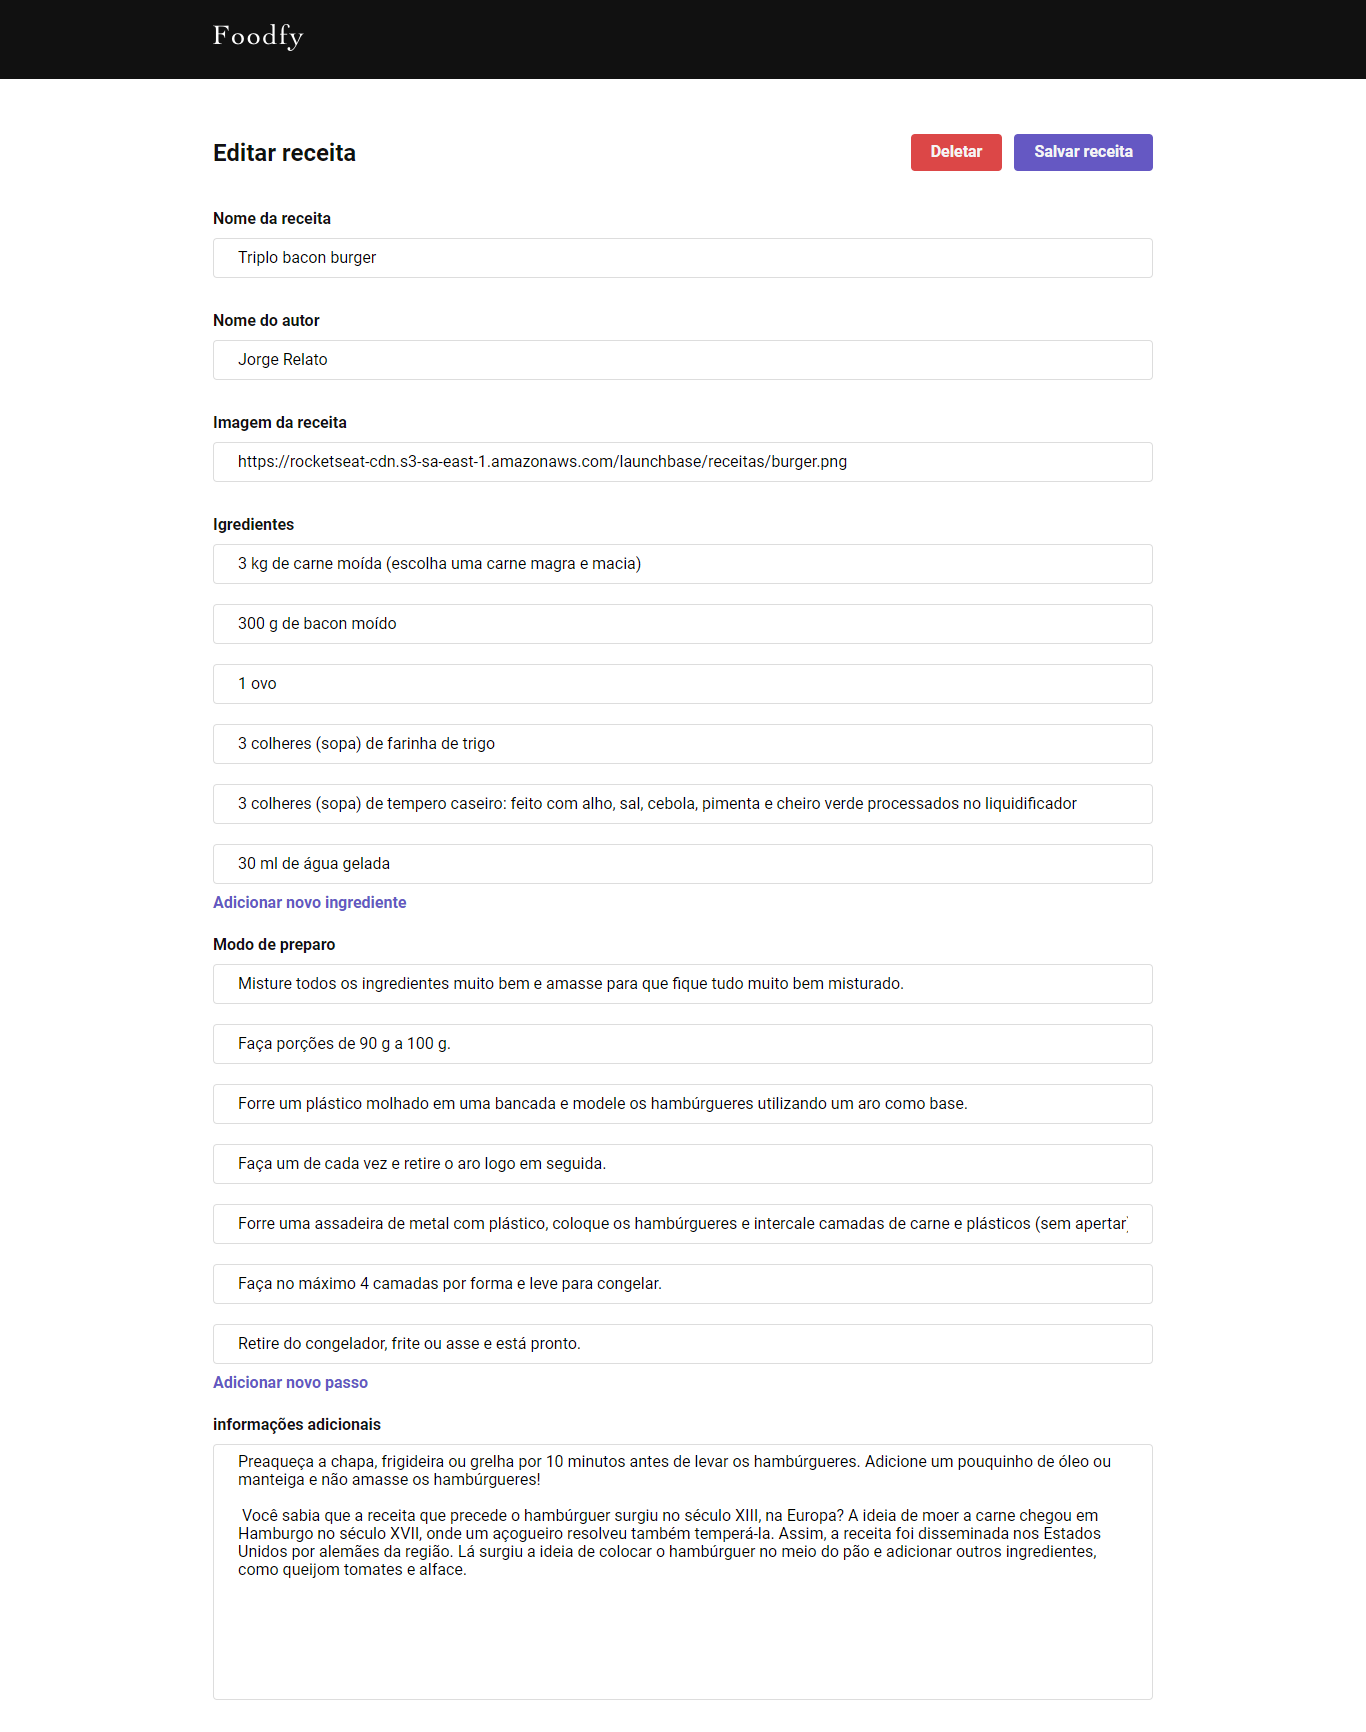 Foodfy
Editar receita
Deletar
Salvar receita
Nome da receita
Triplo bacon burger
Nome do autor
Jorge Relato
Imagem da receita
https://rocketseat-cdn.s3-sa-east-1.amazonaws.com/launchbase/receitas/burger.png
Igredientes
3 kg de carne moída (escolha uma carne magra e macia)
300 g de bacon moído
1 ovo
3 colheres (sopa) de farinha de trigo
3 colheres (sopa) de tempero caseiro: feito com alho, sal, cebola, pimenta e cheiro verde processados no liquidificador
30 ml de água gelada
Adicionar novo ingrediente
Modo de preparo
Misture todos os ingredientes muito bem e amasse para que fique tudo muito bem misturado.
Faça porções de 90 g a 100 g.
Forre um plástico molhado em uma bancada e modele os hambúrgueres utilizando um aro como base.
Faça um de cada vez e retire o aro logo em seguida.
Forre uma assadeira de metal com plástico, coloque os hambúrgueres e intercale camadas de carne e plásticos (sem apertar)
Faça no máximo 4 camadas por forma e leve para congelar.
Retire do congelador, frite ou asse e está pronto.
Adicionar novo passo
informações adicionais
Preaqueça a chapa, frigideira ou grelha por 10 minutos antes de levar os hambúrgueres. Adicione um pouquinho de óleo ou
manteiga e não amasse os hambúrgueres!
Você sabia que a receita que precede o hambúrguer surgiu no século XIII, na Europa? A ideia de moer a carne chegou em
Hamburgo no século XVII, onde um açogueiro resolveu também temperá-la. Assim, a receita foi disseminada nos Estados
Unidos por alemães da região. Lá surgiu a ideia de colocar o hambúrguer no meio do pão e adicionar outros ingredientes,
como queijom tomates e alface.